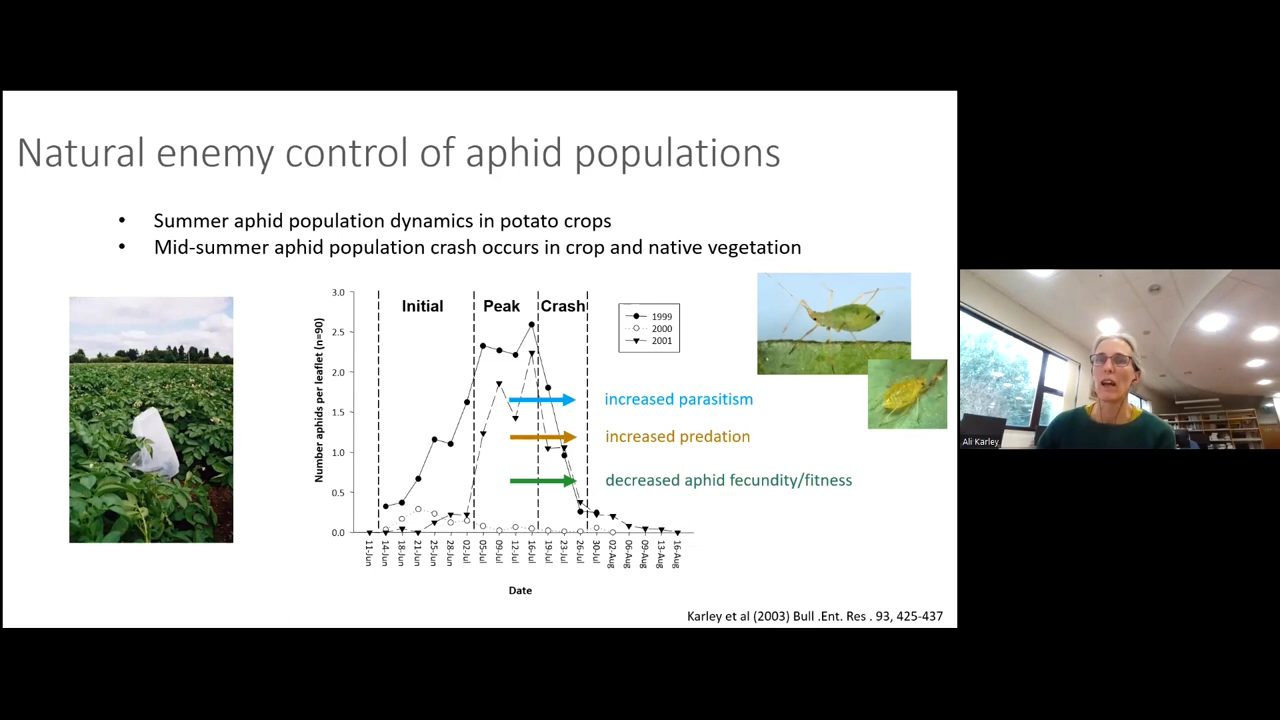 Natural enemy control of aphid populations
• Summer aphid population dynamics in potato crops
• Mid-summer aphid population crash occurs in crop and native vegetation
Number aphids per leaflet (n=90)
3.0
2.5
2.0
1.5
1.0
0.5
0.0
Initial
Peak
Crash
1999
2000
2001
increased parasitism
increased predation
decreased aphid fecundity/fitness
11-Jun
14-Jun
18-Jun
21-Jun
25-Jun
28-Jun
02-Jul
05-Jul
09-Jul
12-Jul
16-Jul
19-Jul
23-Jul
26-Jul
30-Jul
02-Aug
06-Aug
09-Aug
13-Aug
16-Aug
Date
Karley et al (2003) Bull .Ent. Res . 93, 425-437
Ali Karley